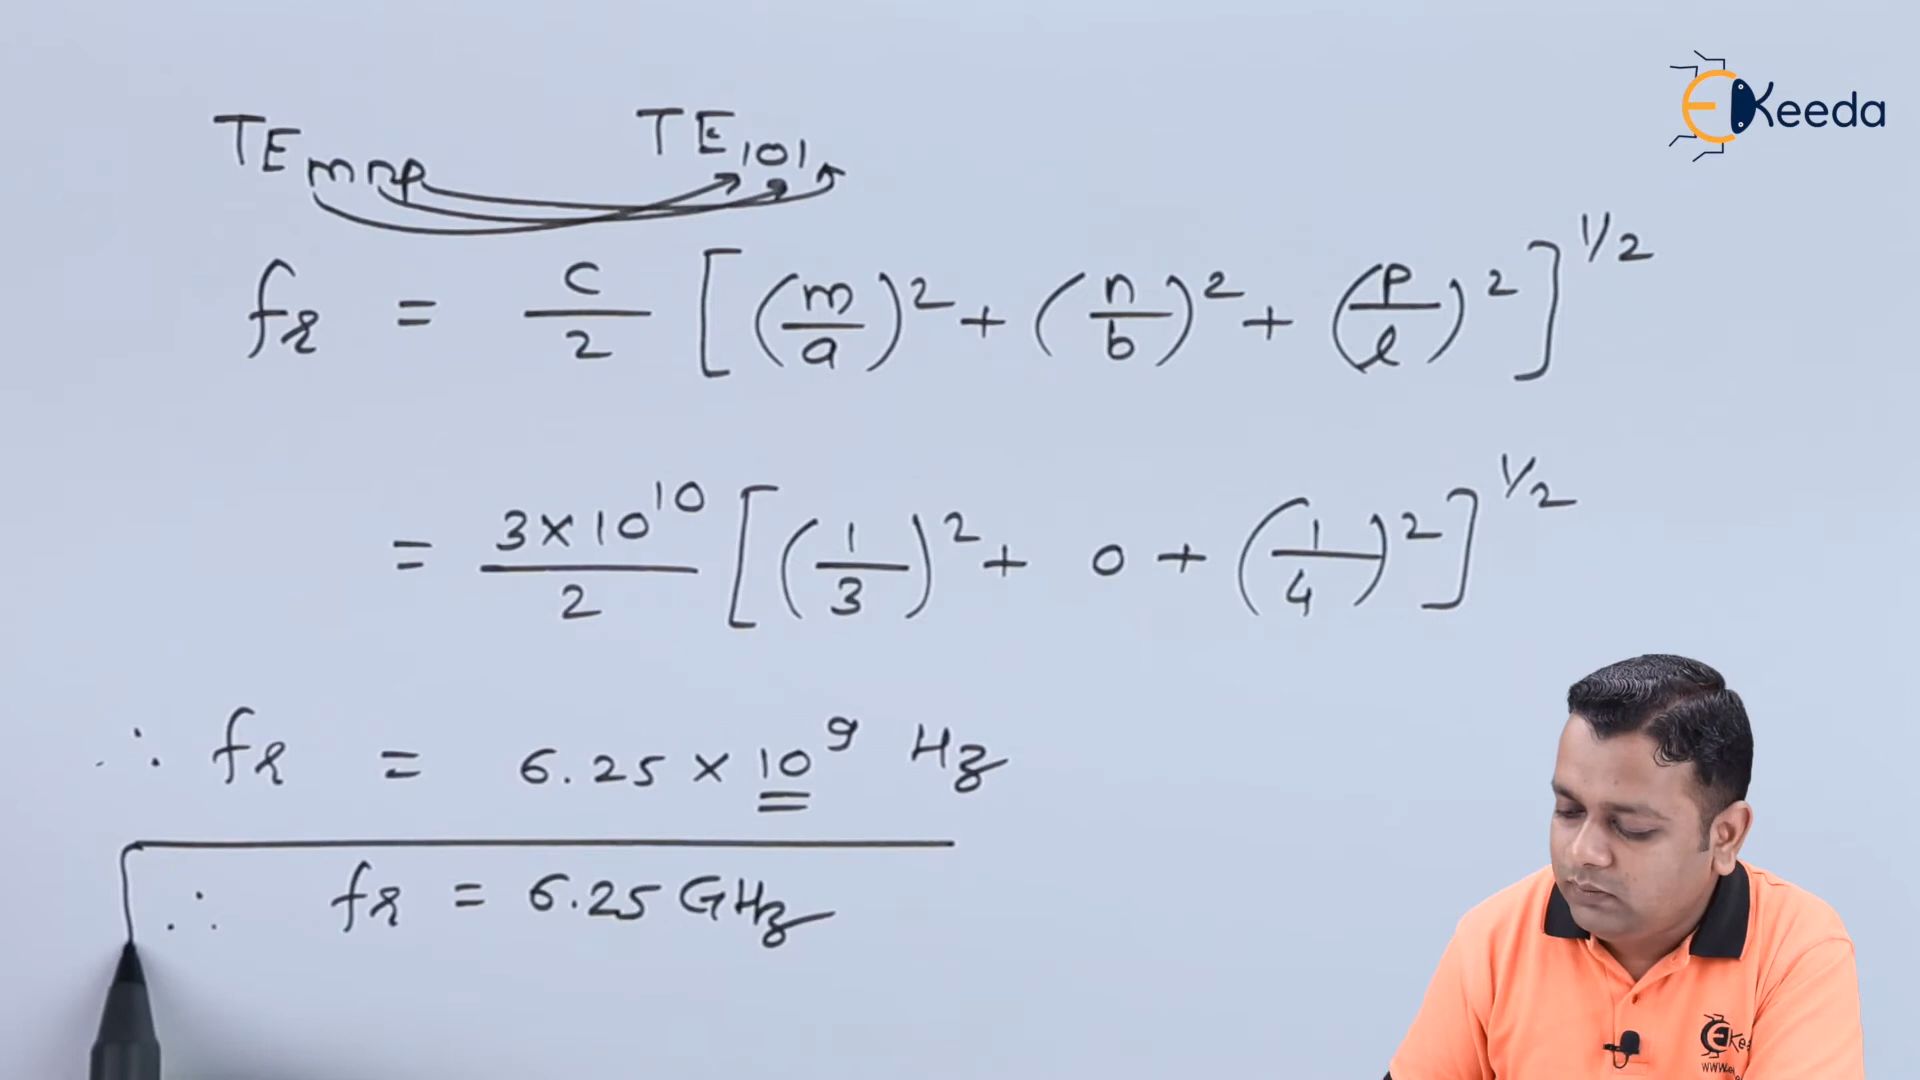 EKeeda
TEmnp TE101
fr = c/2 [(m/a)² + (n/b)² + (p/l)²]^1/2
= 3×10^10/2 [(1/3)² + 0 + (1/4)²]^1/2
∴ fr = 6.25 × 10^9 Hz
∴ fr = 6.25 GHz